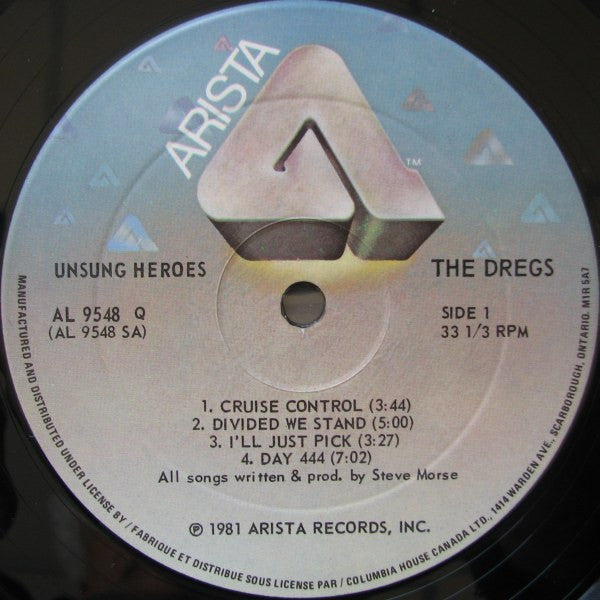 ARISTA
TM
UNSUNG HEROES
THE DREGS
AL 9548 Q
(AL 9548 SA)
SIDE 1
33 1/3 RPM
1. CRUISE CONTROL (3:44)
2. DIVIDED WE STAND (5:00)
3. I'LL JUST PICK (3:27)
4. DAY 444 (7:02)
All songs written & prod. by Steve Morse
℗ 1981 ARISTA RECORDS, INC.
MANUFACTURED AND DISTRIBUTED UNDER LICENSE BY / FABRIQUE ET DISTRIBUE SOUS LICENSE PAR / COLUMBIA HOUSE CANADA LTD., 1414 WARDEN AVE., SCARBOROUGH, ONTARIO. M1R 5A7